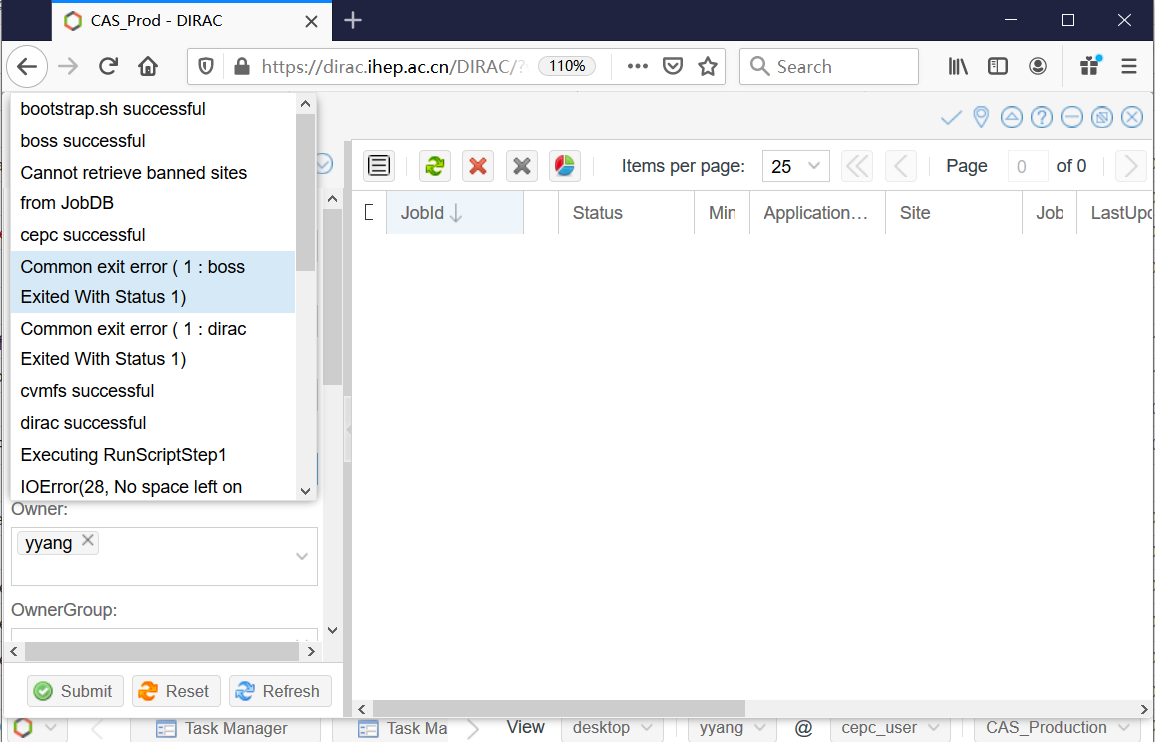 CAS_Prod - DIRAC
https://dirac.ihep.ac.cn/DIRAC/?
110%
Search
bootstrap.sh successful
boss successful
Cannot retrieve banned sites
from JobDB
cepc successful
Common exit error ( 1 : boss
Exited With Status 1)
Common exit error ( 1 : dirac
Exited With Status 1)
cvmfs successful
dirac successful
Executing RunScriptStep1
IOError(28, No space left on
Owner:
yyang
OwnerGroup:
Submit Reset Refresh
Items per page: 25 Page 0 of 0
JobId Status Min Application... Site Job LastUpd
Task Manager Task Ma View desktop yyang @ cepc_user CAS_Production